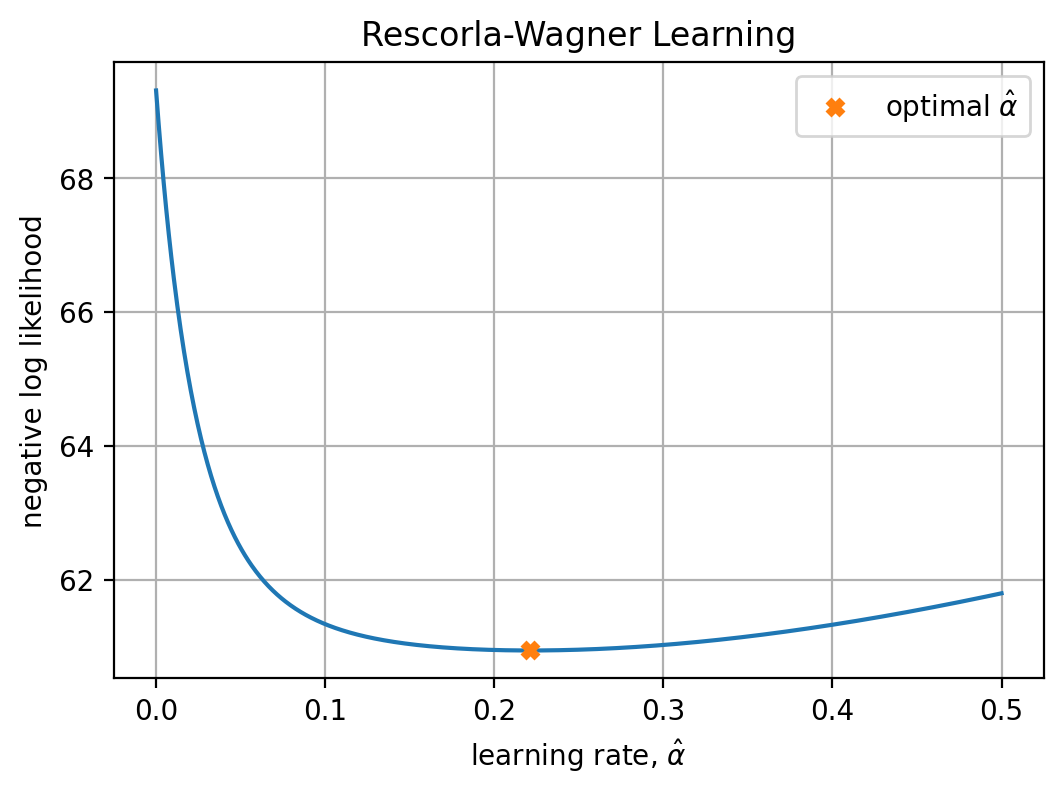 Rescorla-Wagner Learning
optimal α̂
negative log likelihood
68
66
64
62
0.0 0.1 0.2 0.3 0.4 0.5
learning rate, α̂